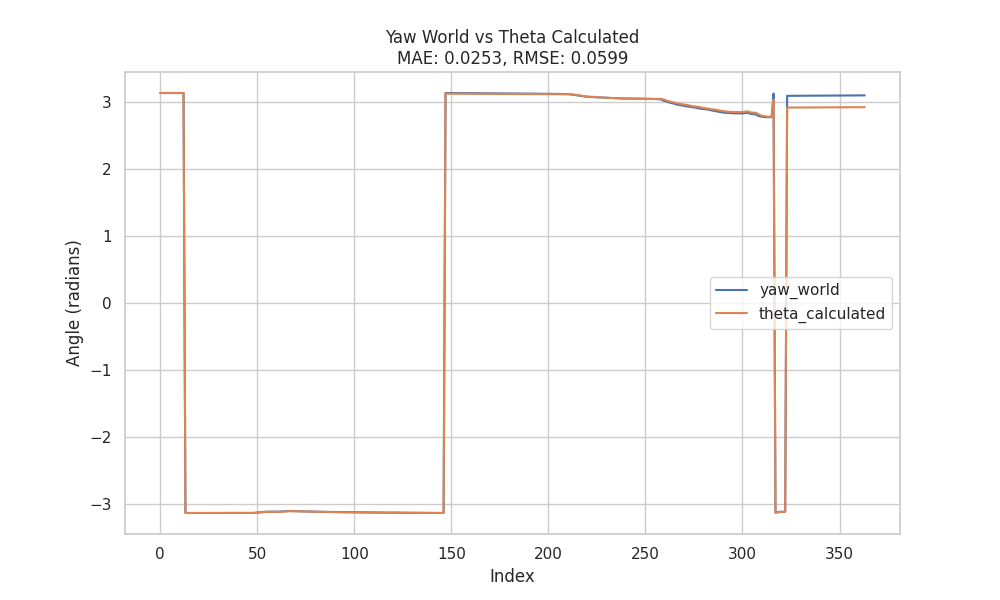 Yaw World vs Theta Calculated
MAE: 0.0253, RMSE: 0.0599
Angle (radians)
3
2
1
0
−1
−2
−3
yaw_world
theta_calculated
0 50 100 150 200 250 300 350
Index